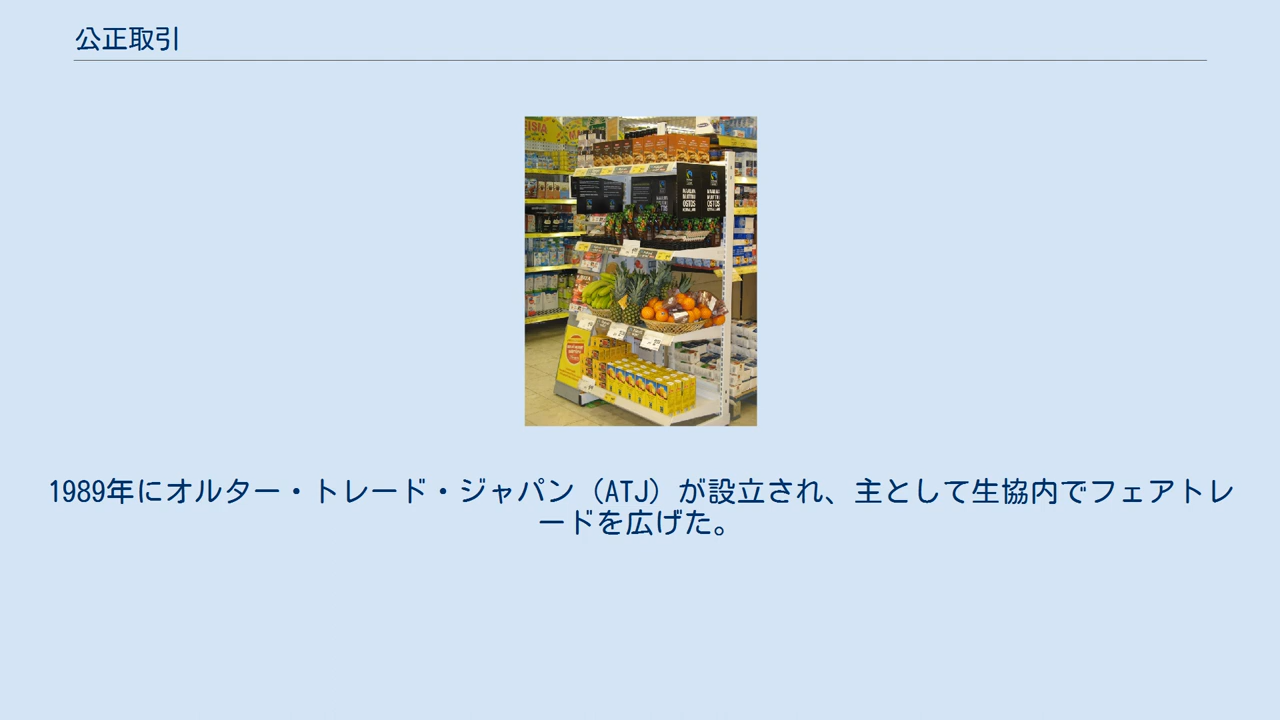 公正取引
1989年にオルター・トレード・ジャパン（ATJ）が設立され、主として生協内でフェアトレ
ードを広げた。